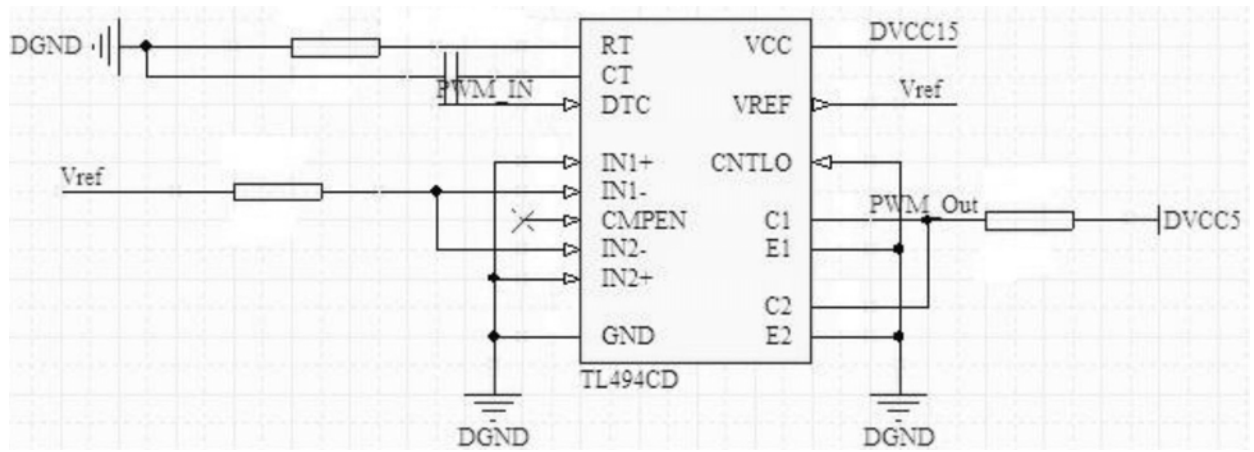 DGND
RT
VCC
DVCC15
CT
PWM_IN
DTC
VREF
Vref
IN1+
CNTLO
Vref
IN1-
CMPEN
C1
PWM_Out
DVCC5
IN2-
E1
IN2+
C2
GND
E2
TL494CD
DGND
DGND